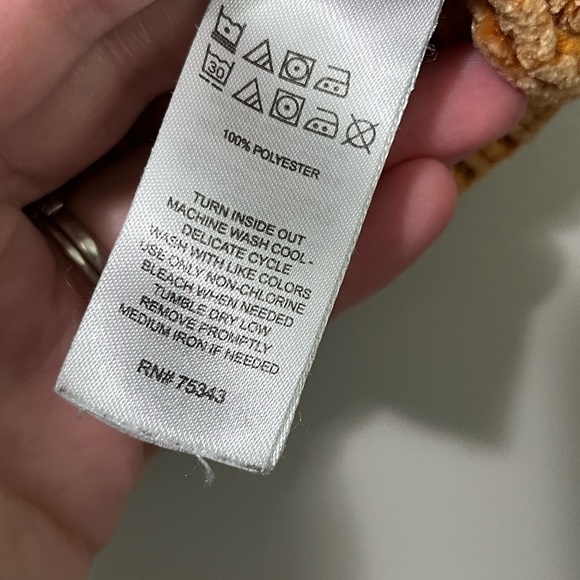 30
100% POLYESTER
TURN INSIDE OUT
MACHINE WASH COOL-
DELICATE CYCLE
WASH WITH LIKE COLORS
USE ONLY NON-CHLORINE
BLEACH WHEN NEEDED
TUMBLE DRY LOW
REMOVE PROMPTLY
MEDIUM IRON IF NEEDED
RN# 75343